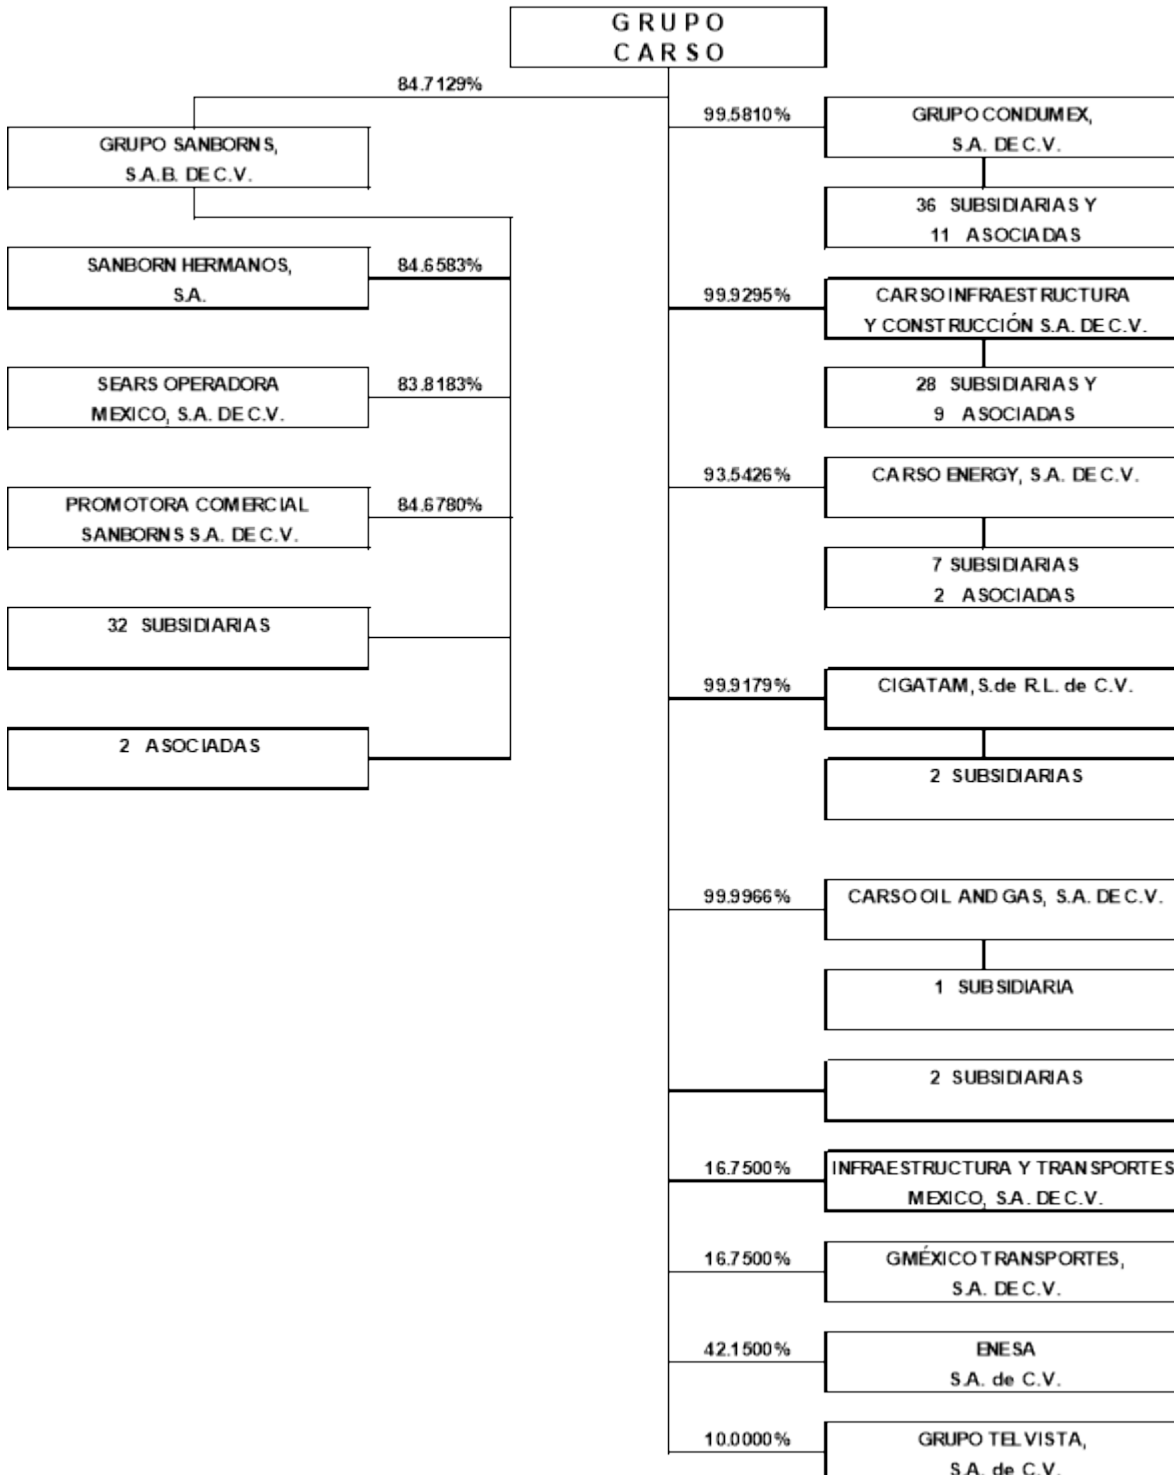 GRUPO
CARSO
84.7129%
GRUPO SANBORNS,
S.A.B. DE C.V.
SANBORN HERMANOS,
S.A.
84.6583%
SEARS OPERADORA
MEXICO, S.A. DE C.V.
83.8183%
PROMOTORA COMERCIAL
SANBORNS S.A. DE C.V.
84.6780%
32 SUBSIDIARIAS
2 ASOCIADAS
99.5810%
GRUPO CONDUMEX,
S.A. DE C.V.
36 SUBSIDIARIAS Y
11 ASOCIADAS
99.9295%
CARSO INFRAESTRUCTURA
Y CONSTRUCCIÓN S.A. DE C.V.
28 SUBSIDIARIAS Y
9 ASOCIADAS
93.5426%
CARSO ENERGY, S.A. DE C.V.
7 SUBSIDIARIAS
2 ASOCIADAS
99.9179%
CIGATAM, S.de R.L. de C.V.
2 SUBSIDIARIAS
99.9966%
CARSO OIL AND GAS, S.A. DE C.V.
1 SUBSIDIARIA
2 SUBSIDIARIAS
16.7500%
INFRAESTRUCTURA Y TRANSPORTES
MEXICO, S.A. DE C.V.
16.7500%
GMÉXICO TRANSPORTES,
S.A. DE C.V.
42.1500%
ENESA
S.A. de C.V.
10.0000%
GRUPO TELVISTA,
S.A. de C.V.